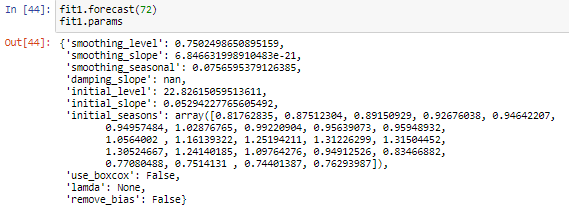 In [44]: fit1.forecast(72)
fit1.params
Out[44]: {'smoothing_level': 0.7502498650895159,
'smoothing_slope': 6.846631998910483e-21,
'smoothing_seasonal': 0.0756595379126385,
'damping_slope': nan,
'initial_level': 22.82615059513611,
'initial_slope': 0.05294227765605492,
'initial_seasons': array([0.81762835, 0.87512304, 0.89150929, 0.92676038, 0.94642207,
0.94957484, 1.02876765, 0.99220904, 0.95639073, 0.95948932,
1.0564002 , 1.16139322, 1.25194211, 1.31226299, 1.31504452,
1.30524667, 1.24140185, 1.09764276, 0.94912526, 0.83466882,
0.77080488, 0.7514131 , 0.74401387, 0.76293987]),
'use_boxcox': False,
'lamda': None,
'remove_bias': False}